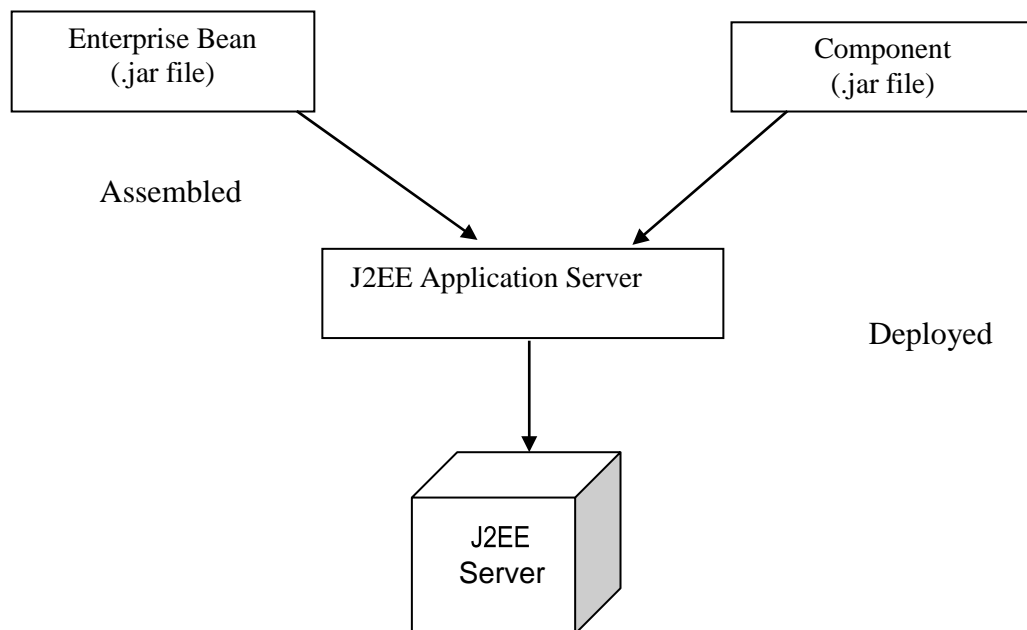 Enterprise Bean
(.jar file)
Component
(.jar file)
Assembled
J2EE Application Server
Deployed
J2EE
Server